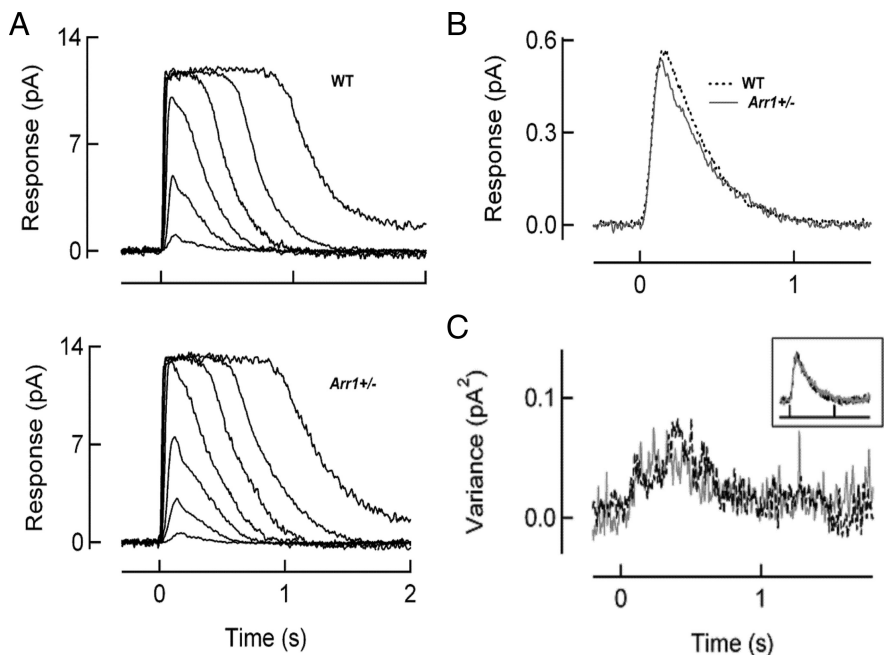 A
14
7
0
Response (pA)
WT
14
7
0
Response (pA)
Arr1+/-
0
1
2
Time (s)
B
0.6
0.3
0.0
Response (pA)
WT
Arr1+/-
0
1
C
0.1
0.0
Variance (pA²)
0
1
Time (s)